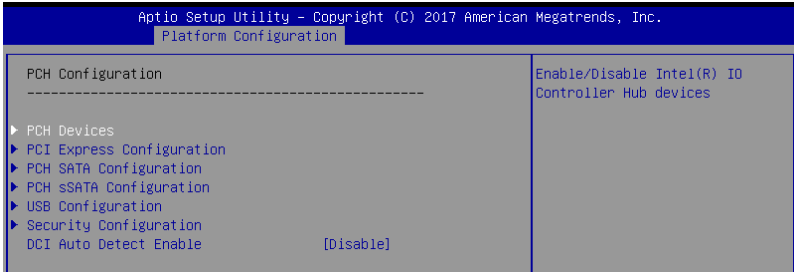 Aptio Setup Utility – Copyright (C) 2017 American Megatrends, Inc.
Platform Configuration
PCH Configuration
--------------------------------------------------
PCH Devices
PCI Express Configuration
PCH SATA Configuration
PCH sSATA Configuration
USB Configuration
Security Configuration
DCI Auto Detect Enable [Disable]
Enable/Disable Intel(R) IO
Controller Hub devices